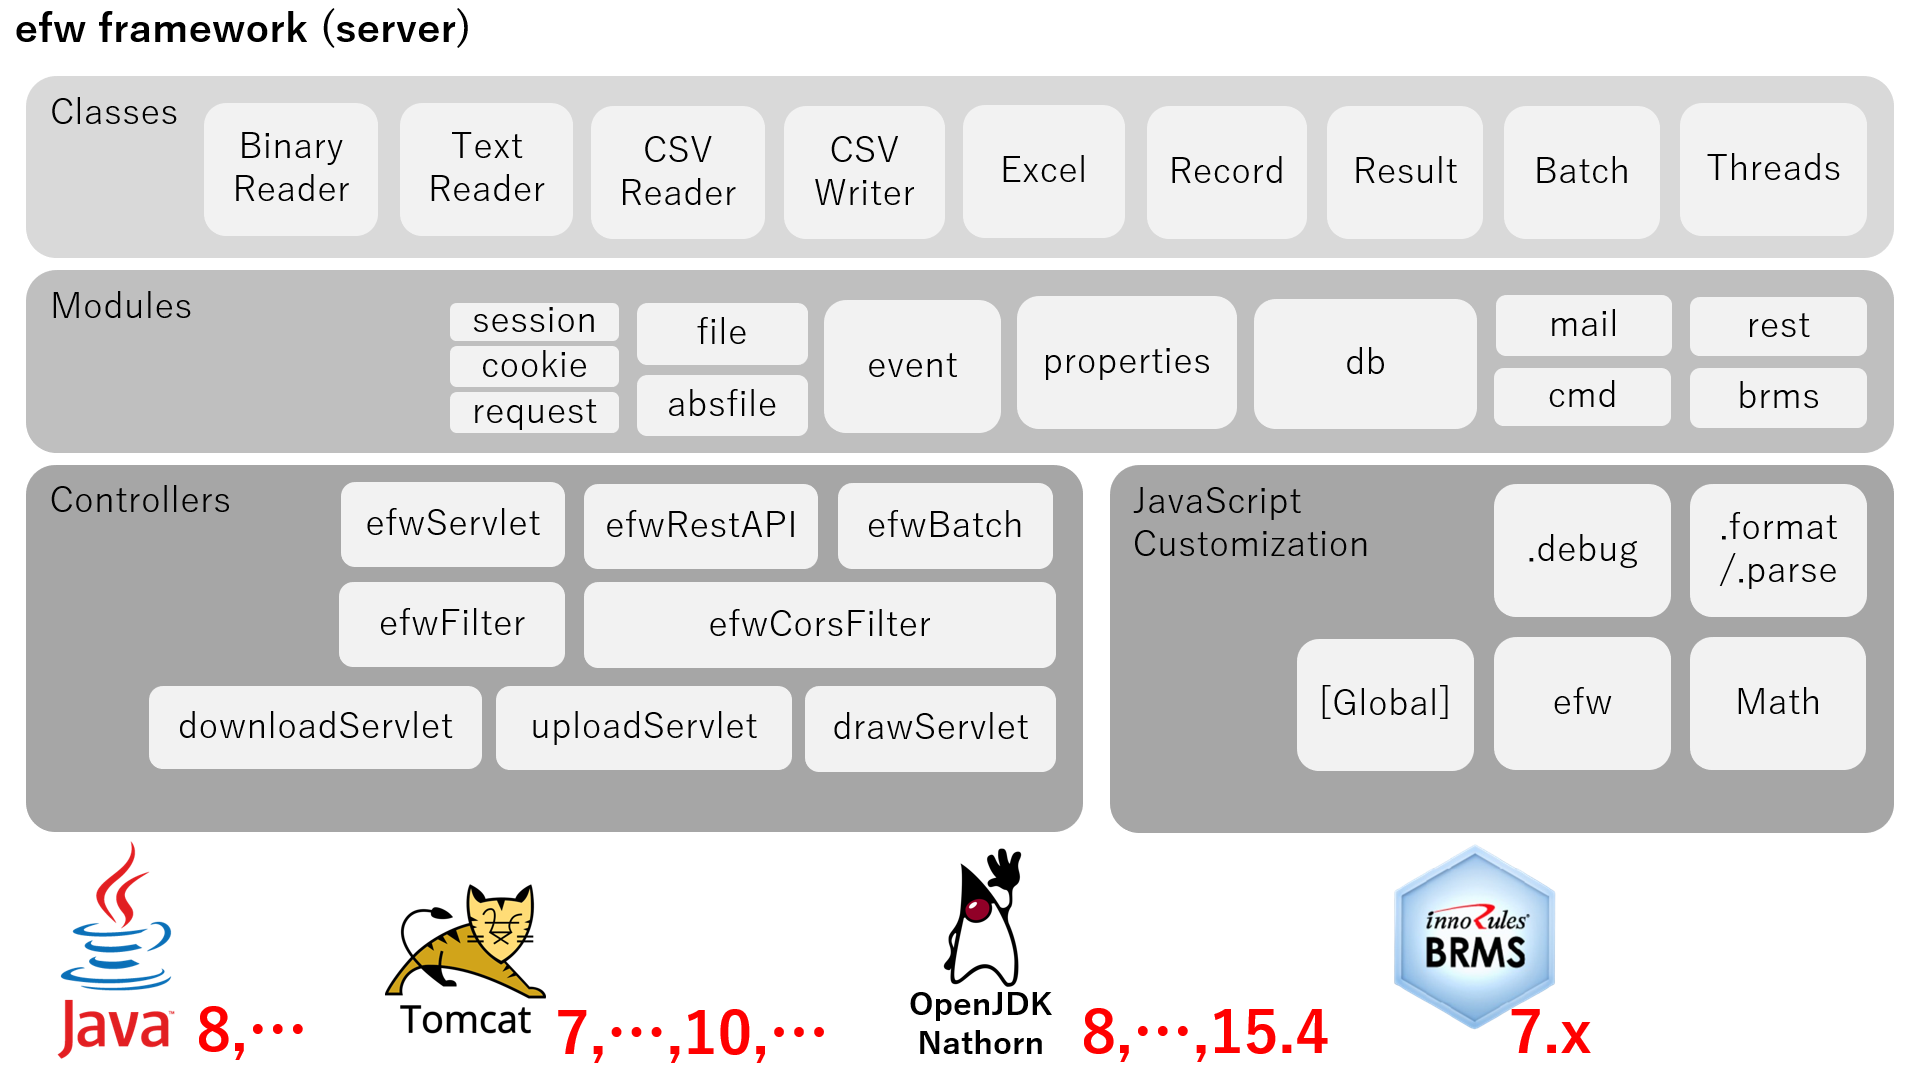 efw framework (server)
Classes
Binary
Reader
Text
Reader
CSV
Reader
CSV
Writer
Excel
Record
Result
Batch
Threads
Modules
session
cookie
request
file
absfile
event
properties
db
mail
cmd
rest
brms
Controllers
efwServlet
efwRestAPI
efwBatch
efwFilter
efwCorsFilter
downloadServlet
uploadServlet
drawServlet
JavaScript
Customization
.debug
.format
/.parse
[Global]
efw
Math
Java™
8,…
Tomcat
7,…,10,…
OpenJDK
Nathorn
8,…,15.4
innoRules®
BRMS
7.x